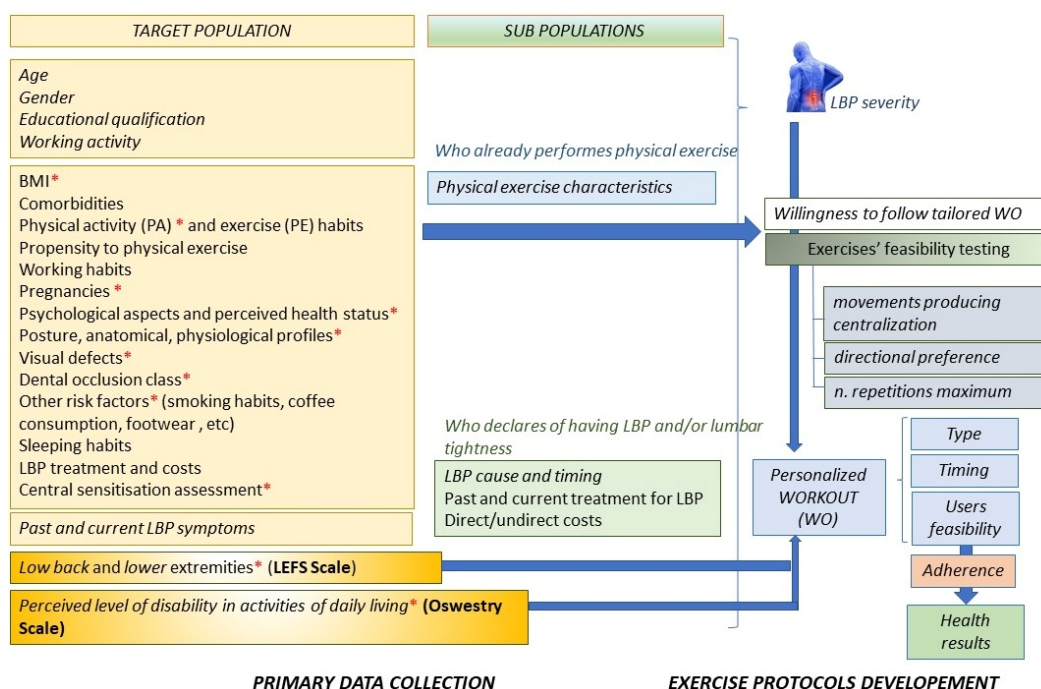 TARGET POPULATION
Age
Gender
Educational qualification
Working activity
BMI*
Comorbidities
Physical activity (PA) * and exercise (PE) habits
Propensity to physical exercise
Working habits
Pregnancies *
Psychological aspects and perceived health status*
Posture, anatomical, physiological profiles*
Visual defects*
Dental occlusion class*
Other risk factors* (smoking habits, coffee
consumption, footwear , etc)
Sleeping habits
LBP treatment and costs
Central sensitisation assessment*
Past and current LBP symptoms
Low back and lower extremities* (LEFS Scale)
Perceived level of disability in activities of daily living* (Oswestry
Scale)
SUB POPULATIONS
Who already performes physical exercise
Physical exercise characteristics
Who declares of having LBP and/or lumbar
tightness
LBP cause and timing
Past and current treatment for LBP
Direct/undirect costs
LBP severity
Willingness to follow tailored WO
Exercises' feasibility testing
movements producing
centralization
directional preference
n. repetitions maximum
Personalized
WORKOUT
(WO)
Type
Timing
Users
feasibility
Adherence
Health
results
PRIMARY DATA COLLECTION
EXERCISE PROTOCOLS DEVELOPEMENT